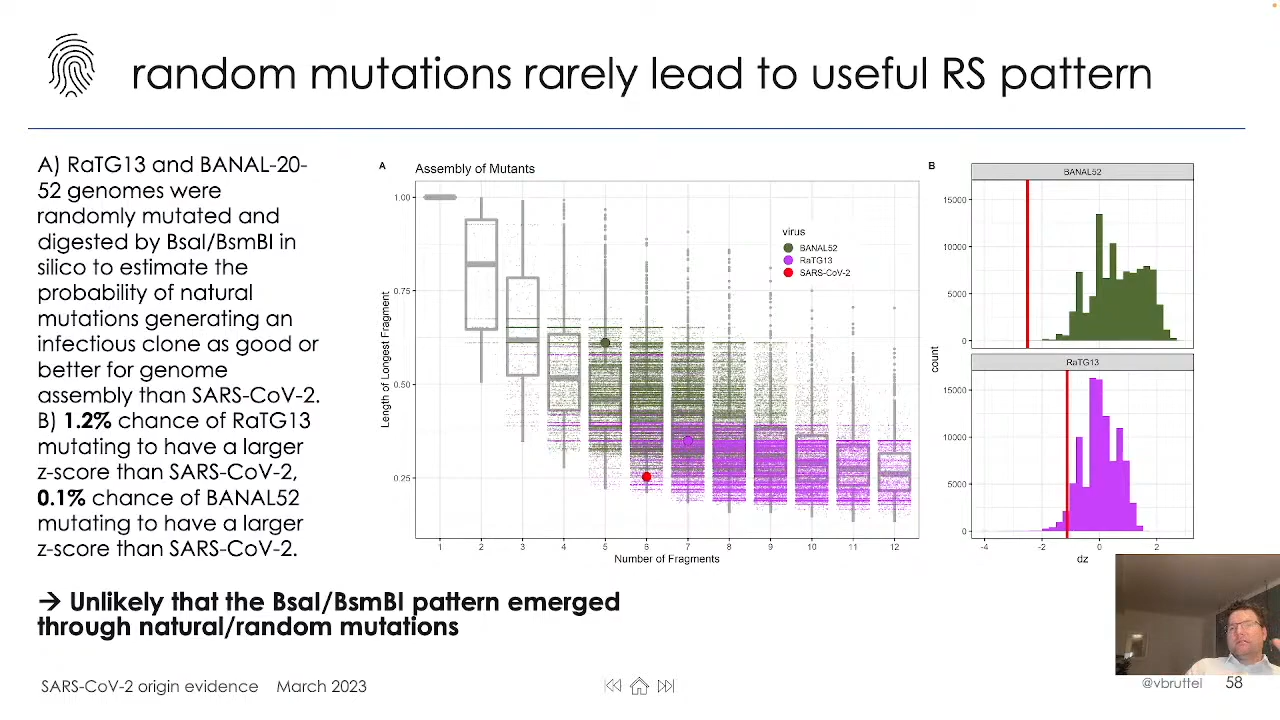 random mutations rarely lead to useful RS pattern
A) RaTG13 and BANAL-20-
52 genomes were
randomly mutated and
digested by BsaI/BsmBI in
silico to estimate the
probability of natural
mutations generating an
infectious clone as good or
better for genome
assembly than SARS-CoV-2.
B) 1.2% chance of RaTG13
mutating to have a larger
z-score than SARS-CoV-2,
0.1% chance of BANAL52
mutating to have a larger
z-score than SARS-CoV-2.
A
Assembly of Mutants
Length of Longest Fragment
1.00
0.75
0.50
0.25
virus
BANAL52
RaTG13
SARS-CoV-2
1 2 3 4 5 6 7 8 9 10 11 12
Number of Fragments
B
BANAL52
15000
10000
5000
0
count
RaTG13
15000
10000
5000
0
-4 -2 0 2
dz
→ Unlikely that the BsaI/BsmBI pattern emerged
through natural/random mutations
SARS-CoV-2 origin evidence March 2023
@vbruttel 58